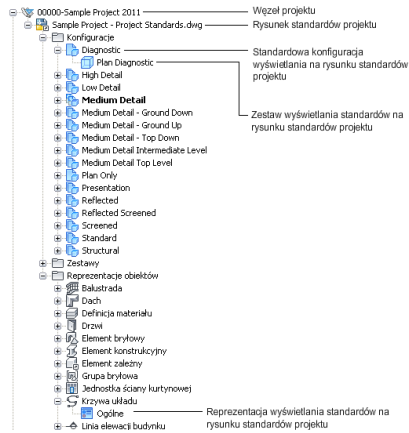 00000-Sample Project 2011
Węzeł projektu
Sample Project - Project Standards.dwg
Rysunek standardów projektu
Konfiguracje
Diagnostic
Standardowa konfiguracja
wyświetlania na rysunku standardów
projektu
Plan Diagnostic
High Detail
Low Detail
Medium Detail
Medium Detail - Ground Down
Zestaw wyświetlania standardów na
rysunku standardów projektu
Medium Detail - Ground Up
Medium Detail - Top Down
Medium Detail Intermediate Level
Medium Detail Top Level
Plan Only
Presentation
Reflected
Reflected Screened
Screened
Standard
Structural
Zestawy
Reprezentacje obiektów
Balustrada
Dach
Definicja materiału
Drzwi
Element bryłowy
Element konstrukcyjny
Element zależny
Grupa bryłowa
Jednostka ściany kurtynowej
Krzywa układu
Ogólne
Reprezentacja wyświetlania standardów na
rysunku standardów projektu
Linia elewacji budynku